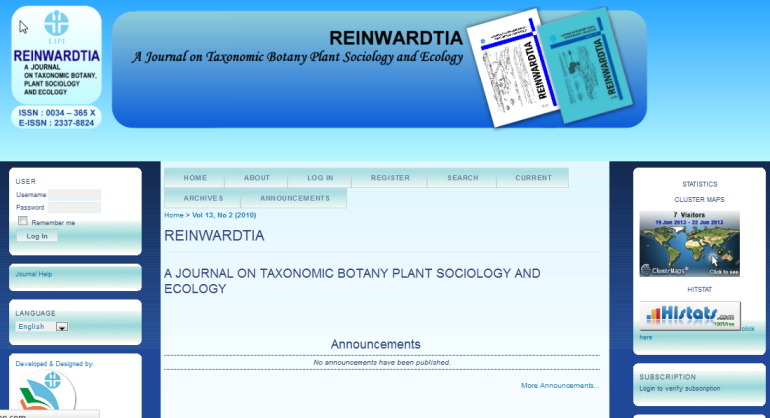 LIPI
REINWARDTIA
A JOURNAL
ON TAXONOMIC BOTANY,
PLANT SOCIOLOGY
AND ECOLOGY
ISSN : 0034 – 365 X
E-ISSN : 2337-8824
REINWARDTIA
A Journal on Taxonomic Botany Plant Sociology and Ecology
REINWARDTIA
REINWARDTIA
USER
Username
Password
Remember me
Log In
Journal Help
LANGUAGE
English
Developed & Designed by:
HOME
ABOUT
LOG IN
REGISTER
SEARCH
CURRENT
ARCHIVES
ANNOUNCEMENTS
Home > Vol 13, No 2 (2010)
REINWARDTIA
A JOURNAL ON TAXONOMIC BOTANY PLANT SOCIOLOGY AND
ECOLOGY
Announcements
No announcements have been published.
More Announcements...
STATISTICS
CLUSTER MAPS
7 Visitors
19 Jun 2013 - 22 Jun 2013
ClustrMaps
Click to see
HITSTAT
Histats.com
100%free
click
here
SUBSCRIPTION
Login to verify subscription